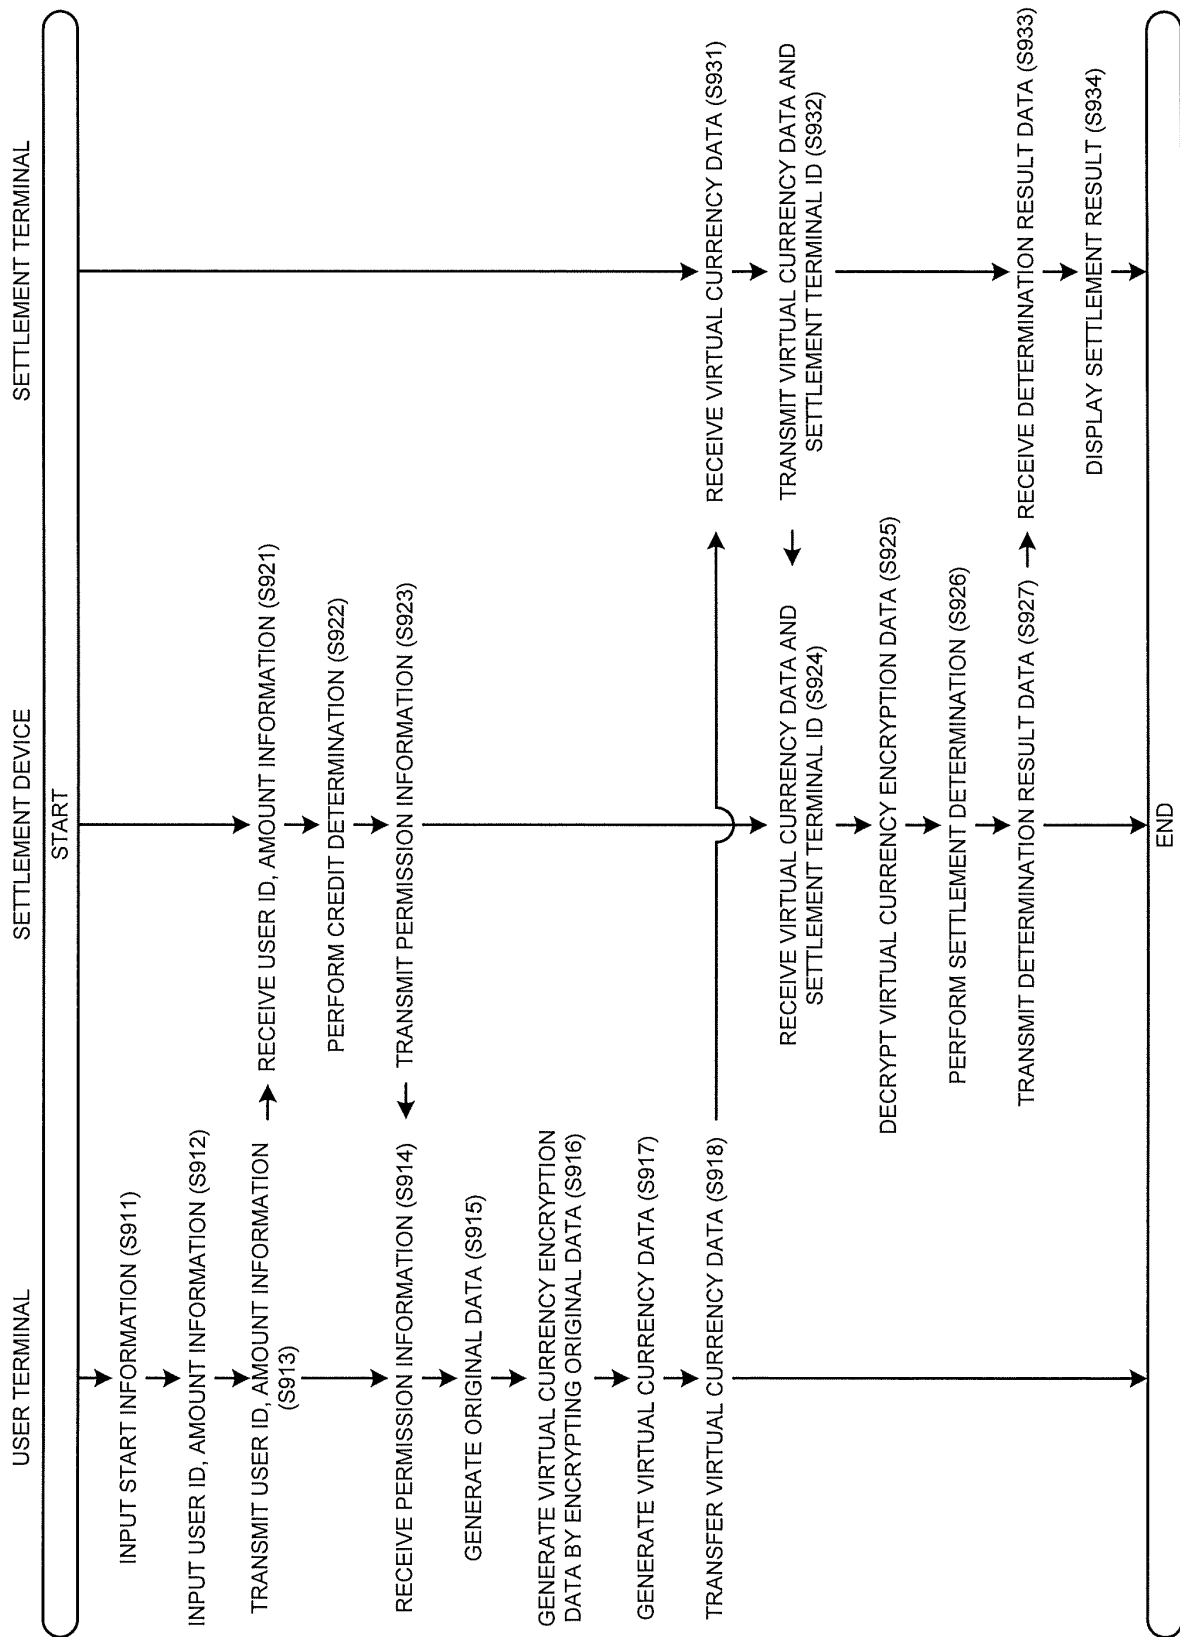 USER TERMINAL
SETTLEMENT DEVICE
SETTLEMENT TERMINAL
START
INPUT START INFORMATION (S911)
INPUT USER ID, AMOUNT INFORMATION (S912)
TRANSMIT USER ID, AMOUNT INFORMATION
(S913)
RECEIVE USER ID, AMOUNT INFORMATION (S921)
PERFORM CREDIT DETERMINATION (S922)
TRANSMIT PERMISSION INFORMATION (S923)
RECEIVE PERMISSION INFORMATION (S914)
GENERATE ORIGINAL DATA (S915)
GENERATE VIRTUAL CURRENCY ENCRYPTION
DATA BY ENCRYPTING ORIGINAL DATA (S916)
GENERATE VIRTUAL CURRENCY DATA (S917)
TRANSFER VIRTUAL CURRENCY DATA (S918)
RECEIVE VIRTUAL CURRENCY DATA (S931)
TRANSMIT VIRTUAL CURRENCY DATA AND
SETTLEMENT TERMINAL ID (S932)
RECEIVE VIRTUAL CURRENCY DATA AND
SETTLEMENT TERMINAL ID (S924)
DECRYPT VIRTUAL CURRENCY ENCRYPTION DATA (S925)
PERFORM SETTLEMENT DETERMINATION (S926)
TRANSMIT DETERMINATION RESULT DATA (S927)
RECEIVE DETERMINATION RESULT DATA (S933)
DISPLAY SETTLEMENT RESULT (S934)
END